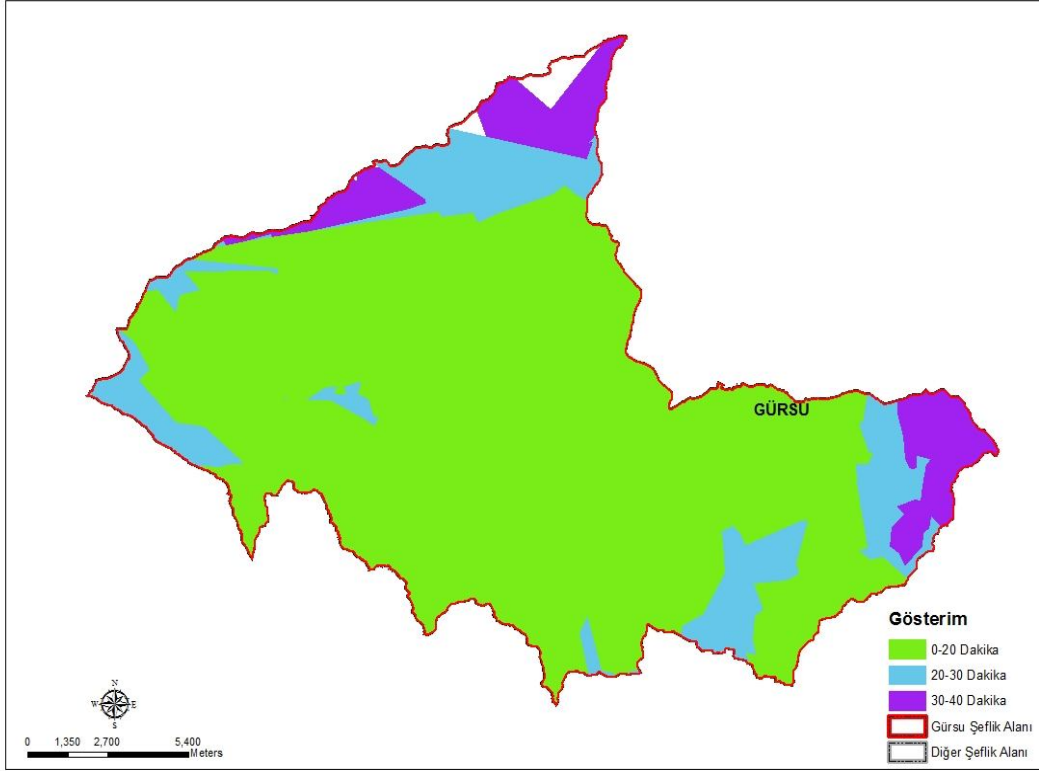 GÜRSU
Gösterim
0-20 Dakika
20-30 Dakika
30-40 Dakika
Gürsu Şeflik Alanı
Diğer Şeflik Alanı
N
W E
S
0 1,350 2,700 5,400
Meters